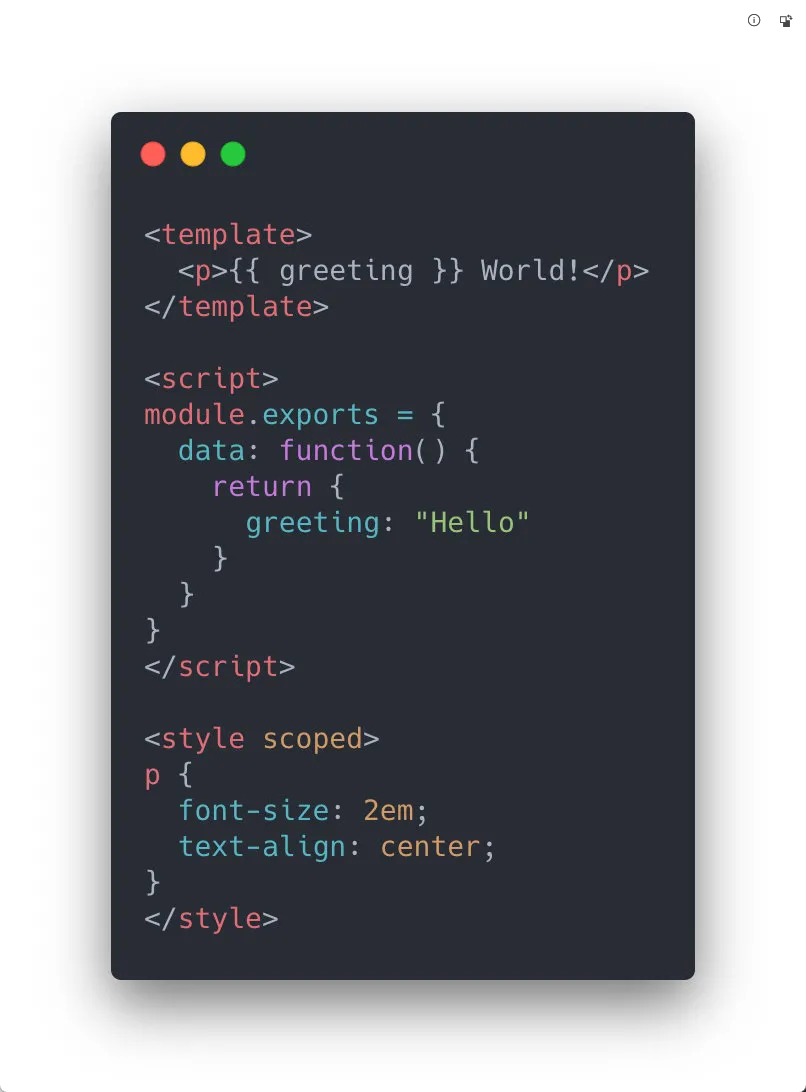 <template>
  <p>{{ greeting }} World!</p>
</template>

<script>
module.exports = {
  data: function() {
    return {
      greeting: "Hello"
    }
  }
}
</script>

<style scoped>
p {
  font-size: 2em;
  text-align: center;
}
</style>